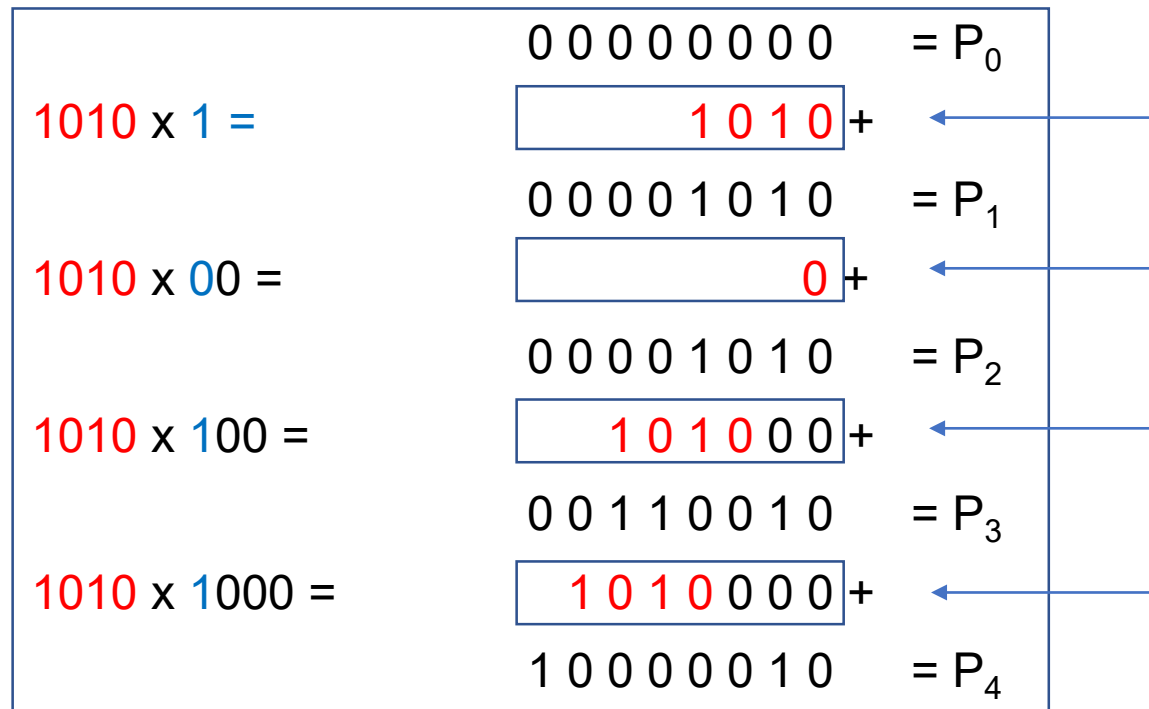 0 0 0 0 0 0 0 0 = P₀
1010 x 1 = 1 0 1 0 +
0 0 0 0 1 0 1 0 = P₁
1010 x 00 = 0 +
0 0 0 0 1 0 1 0 = P₂
1010 x 100 = 1 0 1 0 0 0 +
0 0 1 1 0 0 1 0 = P₃
1010 x 1000 = 1 0 1 0 0 0 0 +
1 0 0 0 0 0 1 0 = P₄